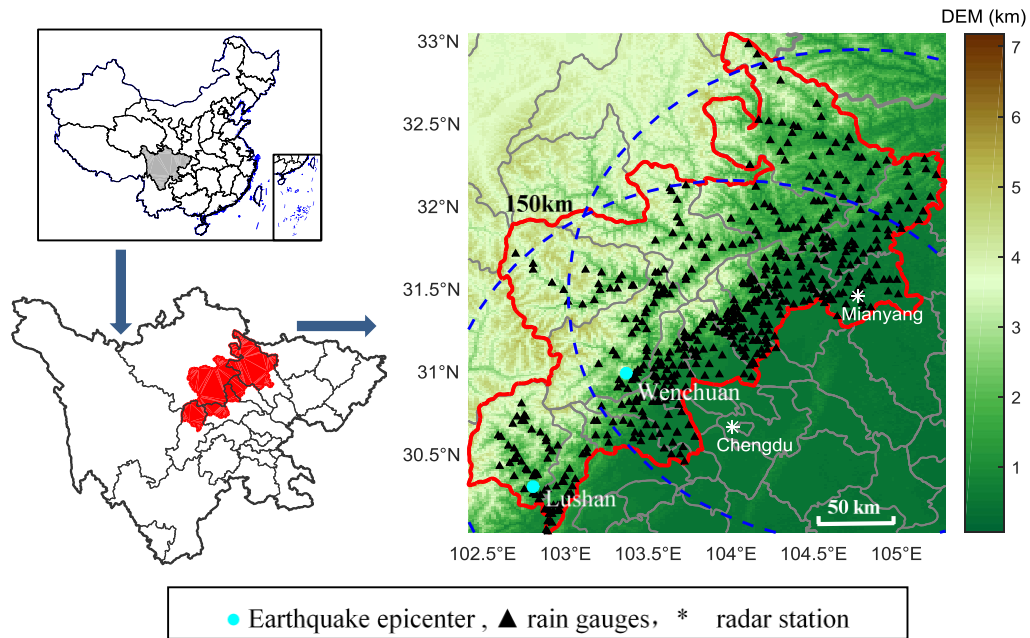 DEM (km)
33°N
32.5°N
32°N
31.5°N
31°N
30.5°N
150km
Mianyang
Wenchuan
Chengdu
Lushan
50 km
7
6
5
4
3
2
1
102.5°E 103°E 103.5°E 104°E 104.5°E 105°E
Earthquake epicenter , ▲ rain gauges， * radar station